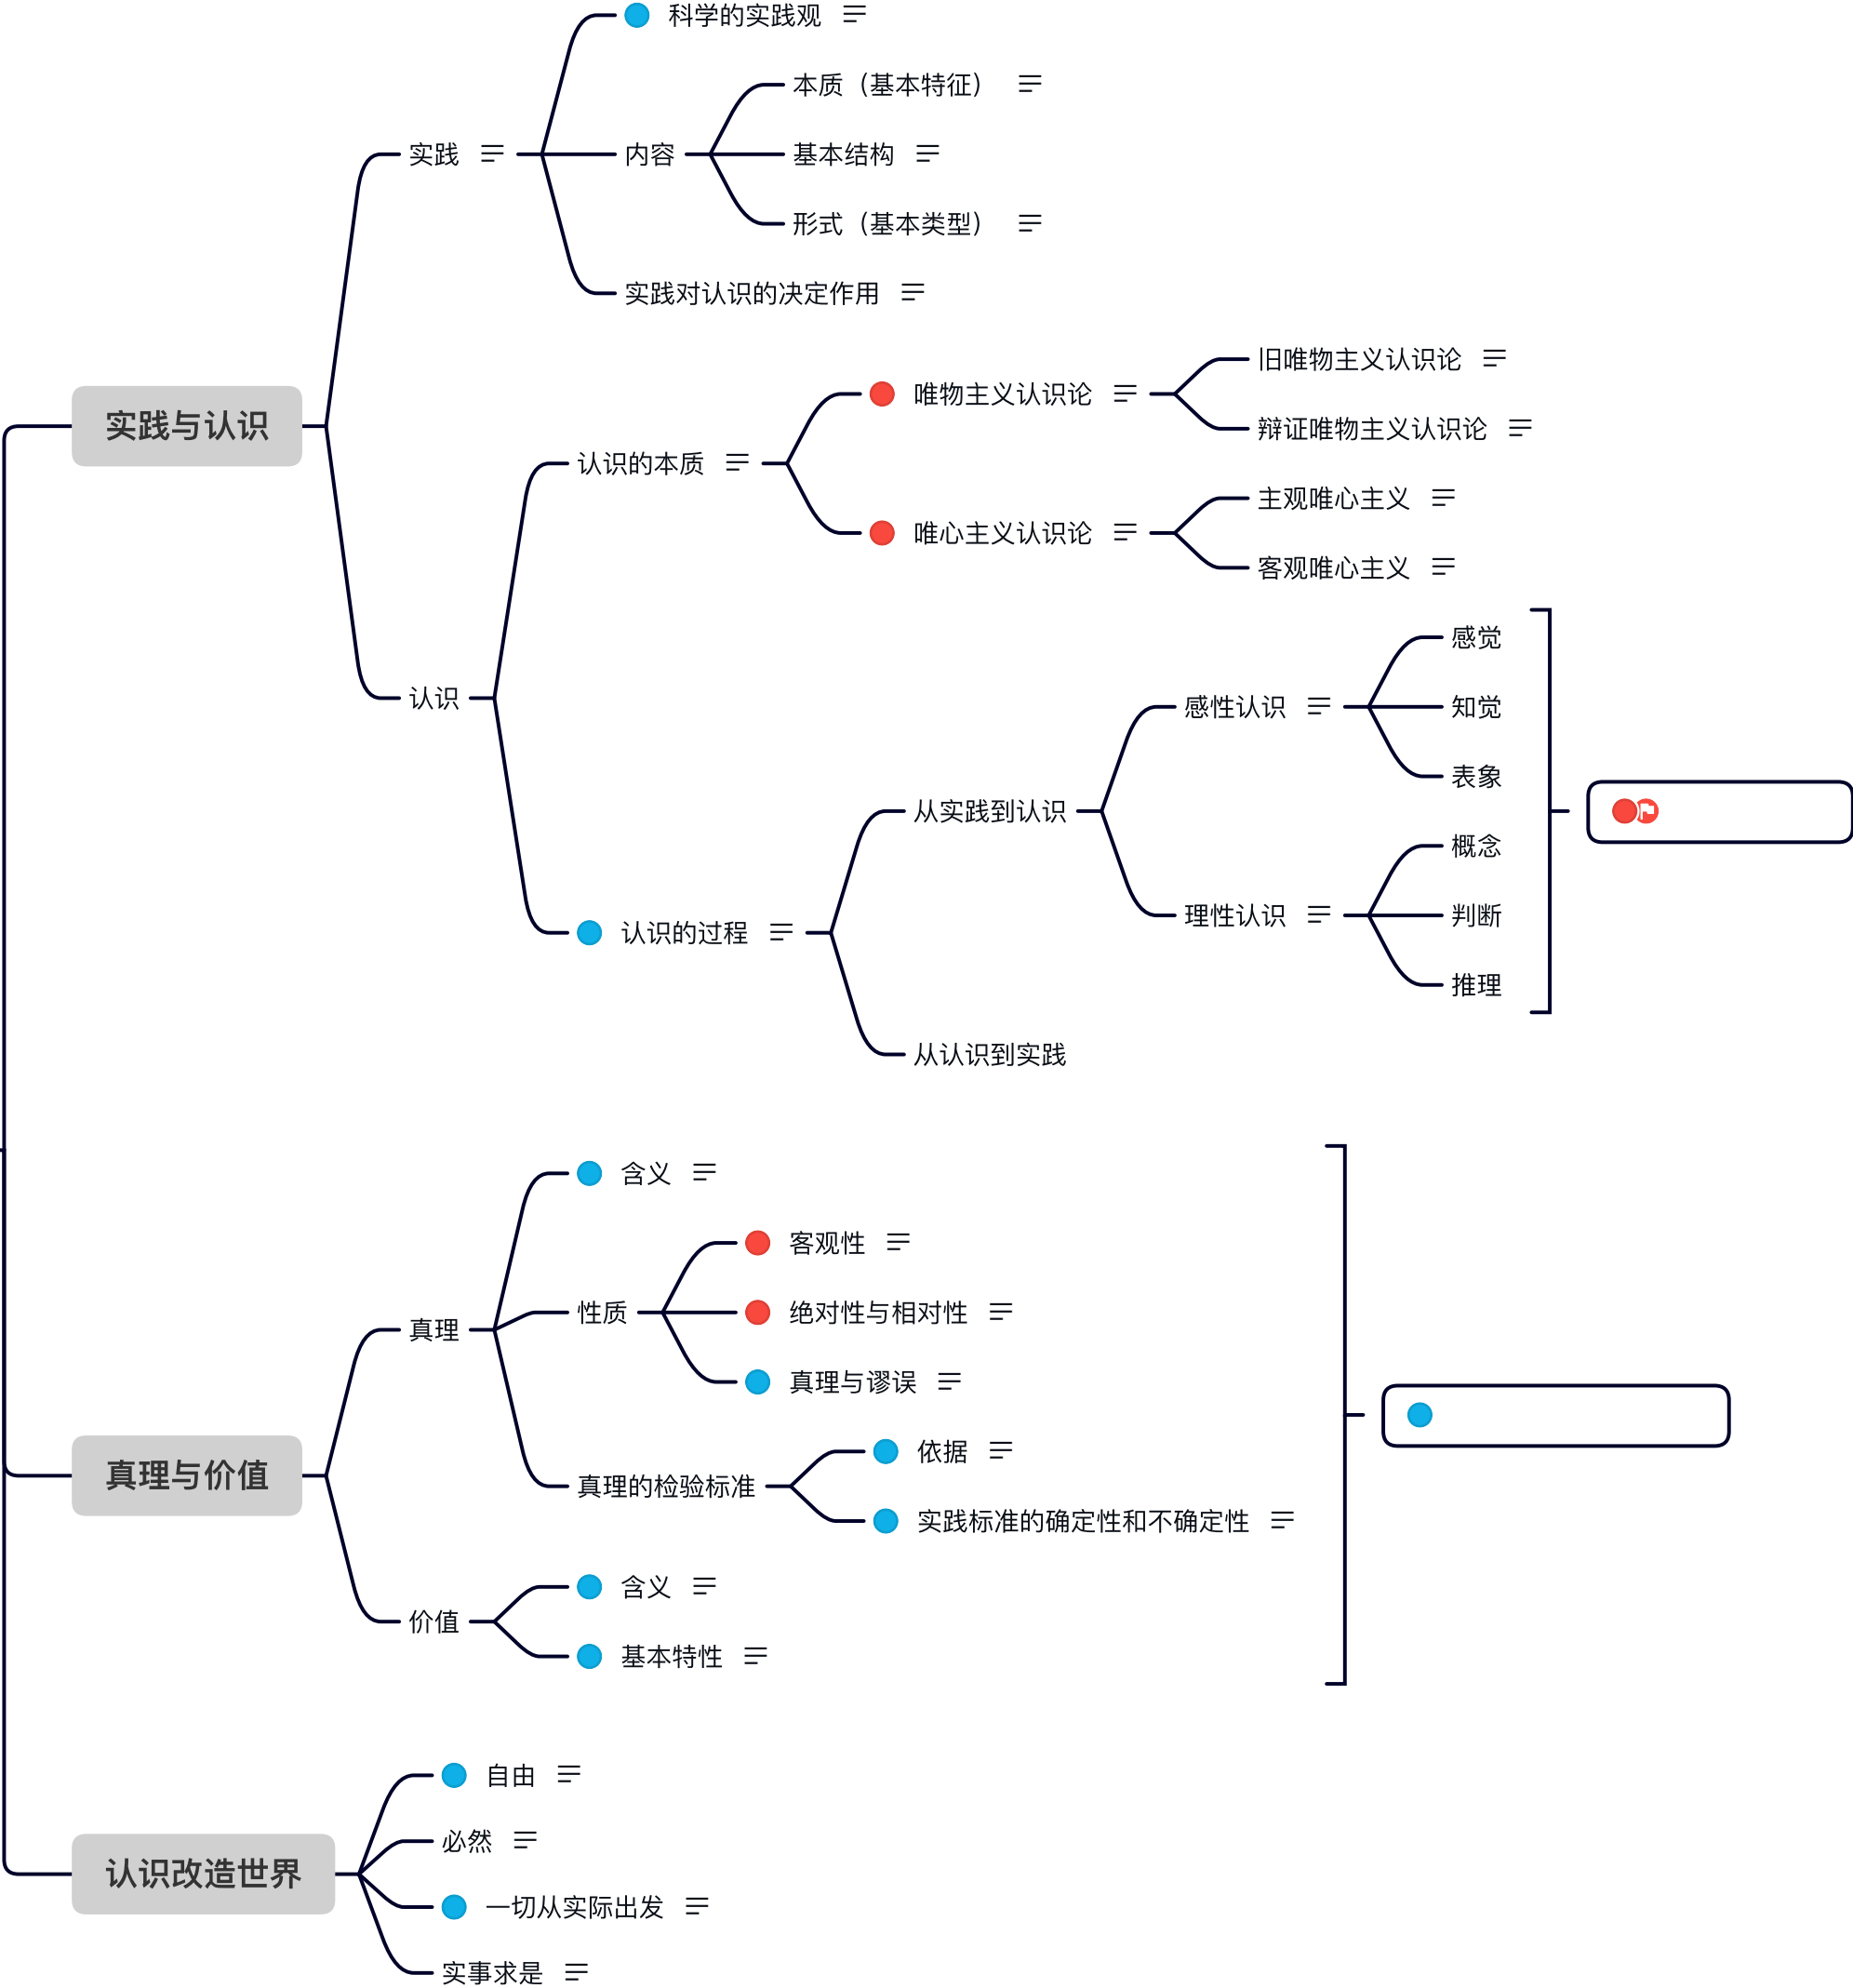 科学的实践观
本质（基本特征）
实践
内容
基本结构
形式（基本类型）
实践对认识的决定作用
实践与认识
旧唯物主义认识论
唯物主义认识论
辩证唯物主义认识论
认识的本质
主观唯心主义
唯心主义认识论
客观唯心主义
认识
感觉
感性认识
知觉
表象
从实践到认识
概念
理性认识
判断
推理
认识的过程
从认识到实践
含义
客观性
真理
性质
绝对性与相对性
真理与谬误
依据
真理的检验标准
实践标准的确定性和不确定性
真理与价值
含义
价值
基本特性
自由
必然
认识改造世界
一切从实际出发
实事求是